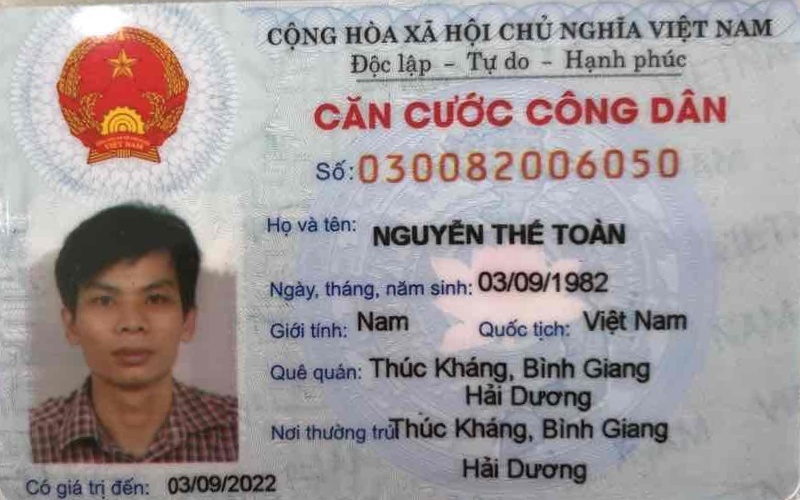 CỘNG HÒA XÃ HỘI CHỦ NGHĨA VIỆT NAM
Độc lập - Tự do - Hạnh phúc
CĂN CƯỚC CÔNG DÂN
Số: 030082006050
Họ và tên: NGUYỄN THẾ TOÀN
Ngày, tháng, năm sinh: 03/09/1982
Giới tính: Nam Quốc tịch: Việt Nam
Quê quán: Thúc Kháng, Bình Giang
Hải Dương
Nơi thường trú: Thúc Kháng, Bình Giang
Hải Dương
Có giá trị đến: 03/09/2022
VIỆT NAM